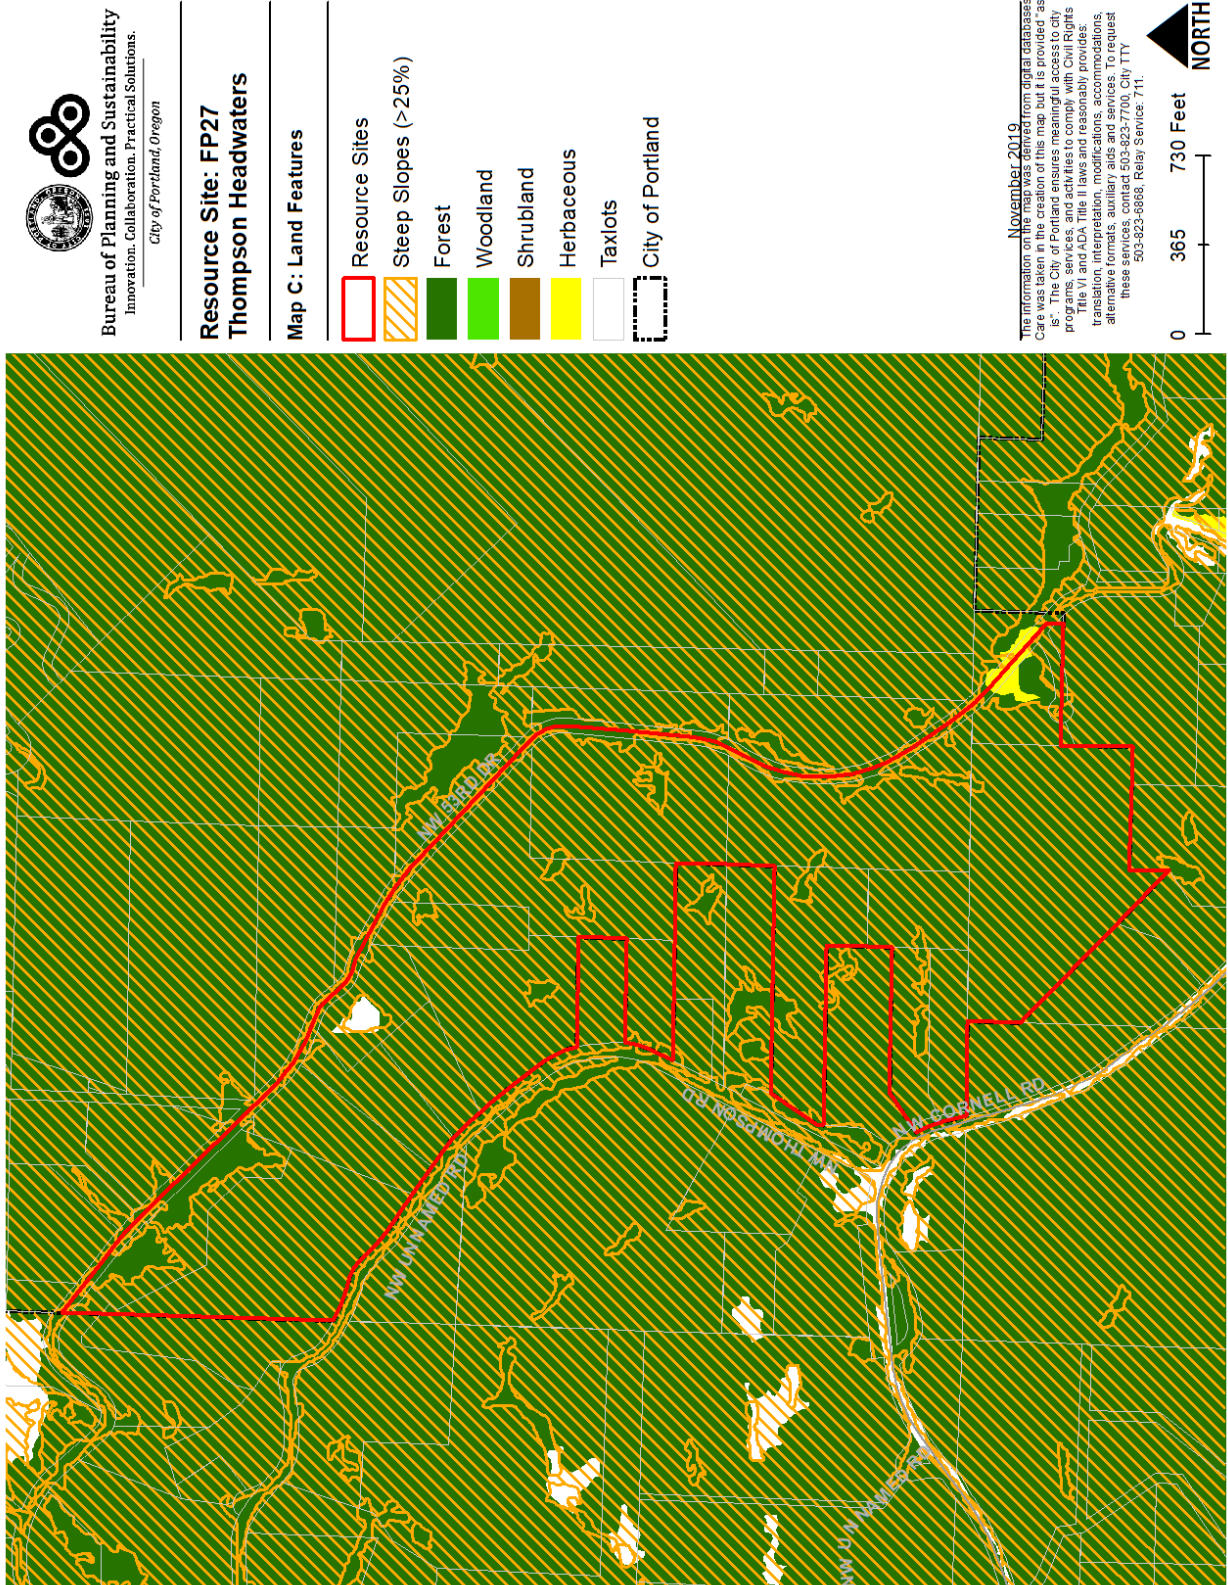 Bureau of Planning and Sustainability
Innovation. Collaboration. Practical Solutions.
City of Portland, Oregon
Resource Site: FP27
Thompson Headwaters
Map C: Land Features
Resource Sites
Steep Slopes (>25%)
Forest
Woodland
Shrubland
Herbaceous
Taxlots
City of Portland
November 2019
The information on the map was derived from digital databases
Care was taken in the creation of this map but it is provided "as
is". The City of Portland ensures meaningful access to city
programs, services, and activities to comply with Civil Rights
Title VI and ADA Title II laws and reasonably provides:
translation, interpretation, modifications, accommodations,
alternative formats, auxiliary aids and services. To request
these services, contact 503-823-7700, City TTY
503-823-6868, Relay Service: 711.
0 365 730 Feet
NORTH
NW 53RD DR
NW UNNAMED RD
NW THOMPSON RD
NW CORNELL RD
NW UNNAMED RD